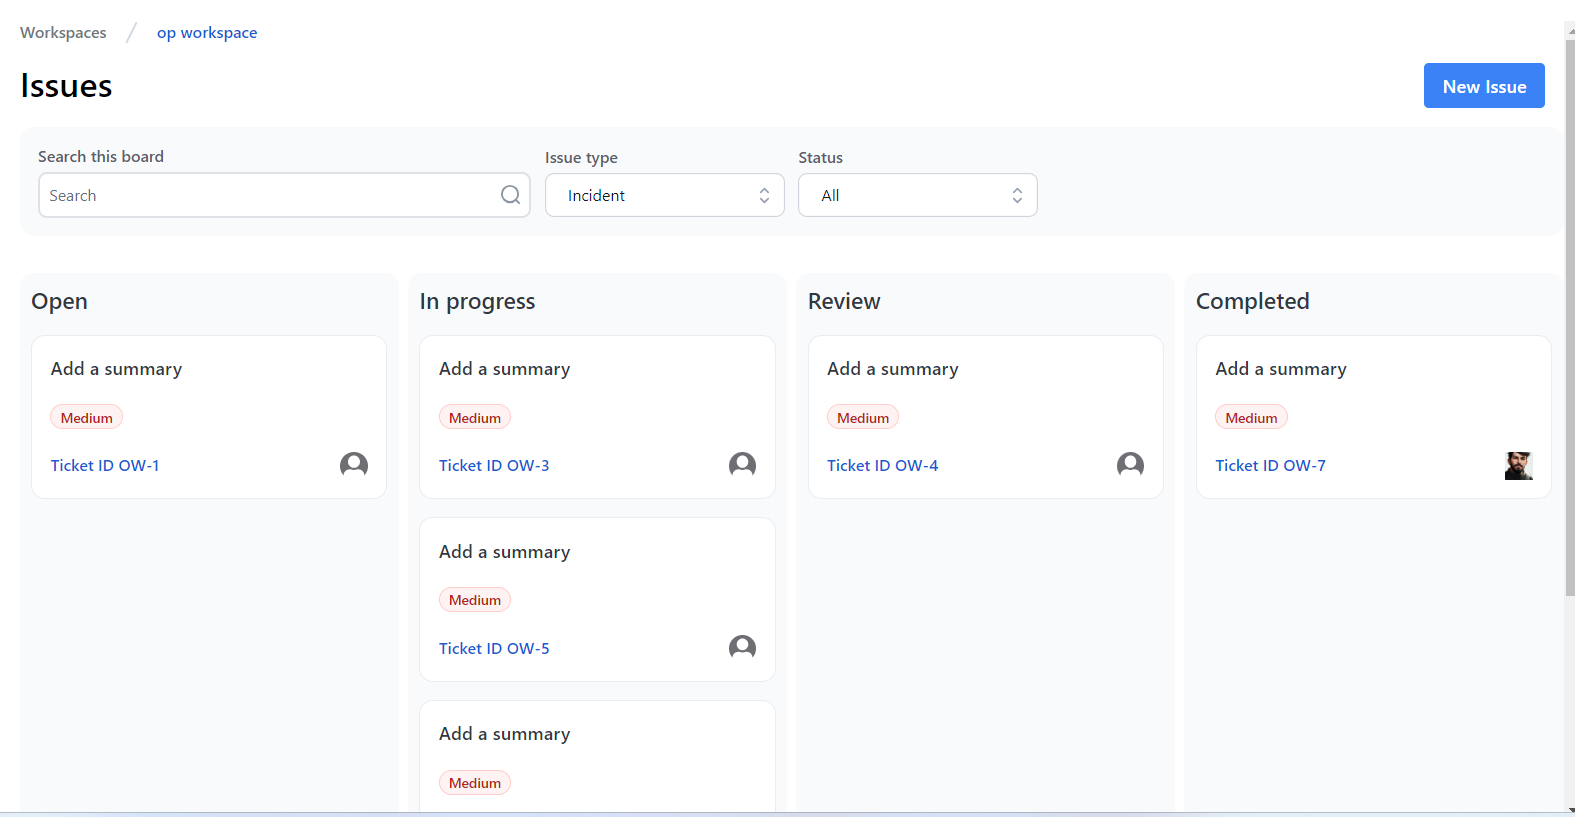 Workspaces / op workspace
Issues
New Issue
Search this board
Search
Issue type
Incident
Status
All
Open
Add a summary
Medium
Ticket ID OW-1
In progress
Add a summary
Medium
Ticket ID OW-3
Add a summary
Medium
Ticket ID OW-5
Add a summary
Medium
Review
Add a summary
Medium
Ticket ID OW-4
Completed
Add a summary
Medium
Ticket ID OW-7